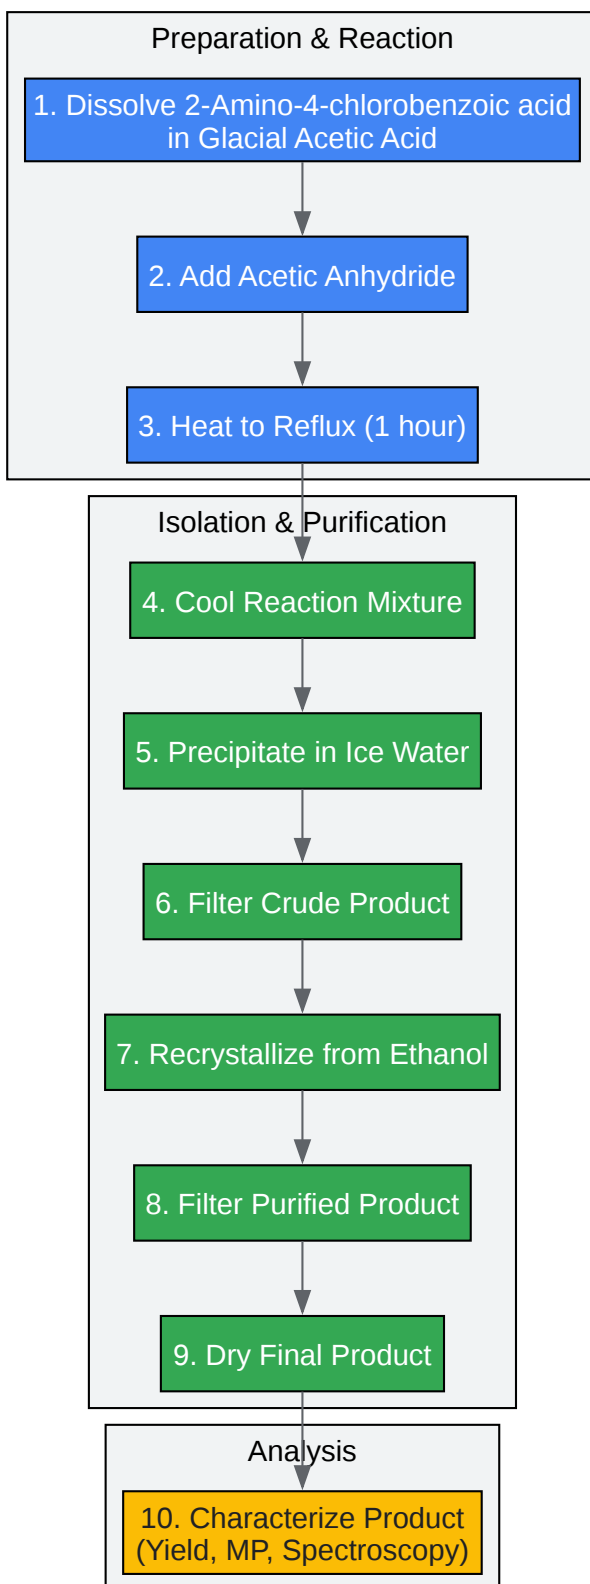 Preparation & Reaction
1. Dissolve 2-Amino-4-chlorobenzoic acid
in Glacial Acetic Acid
2. Add Acetic Anhydride
3. Heat to Reflux (1 hour)
Isolation & Purification
4. Cool Reaction Mixture
5. Precipitate in Ice Water
6. Filter Crude Product
7. Recrystallize from Ethanol
8. Filter Purified Product
9. Dry Final Product
Analysis
10. Characterize Product
(Yield, MP, Spectroscopy)